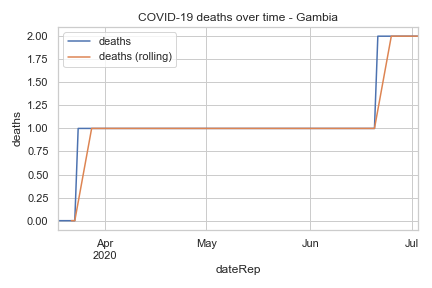 COVID-19 deaths over time - Gambia
deaths
deaths (rolling)
2.00
1.75
1.50
1.25
1.00
0.75
0.50
0.25
0.00
deaths
Apr
2020
May
Jun
Jul
dateRep